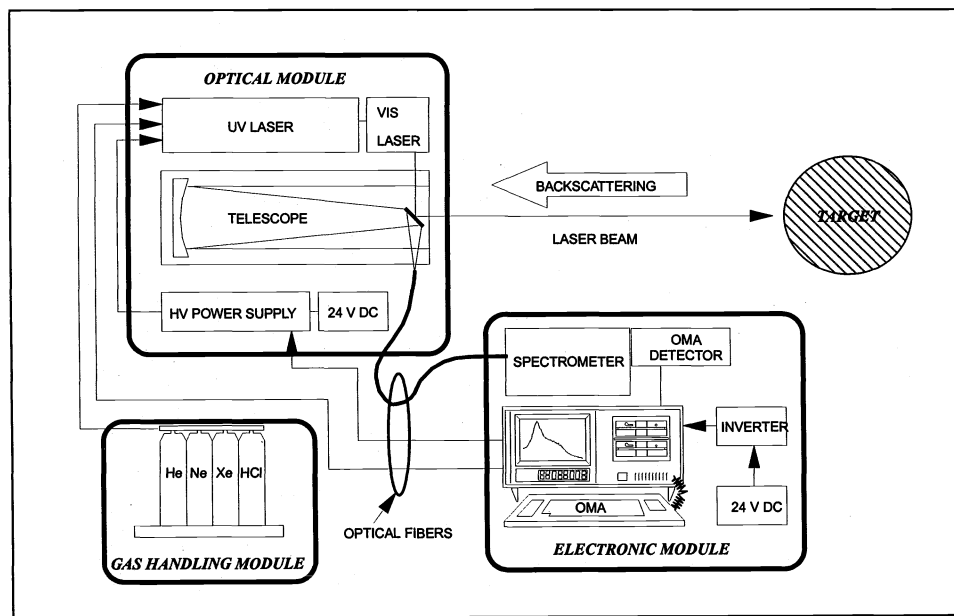 OPTICAL MODULE
UV LASER
VIS
LASER
TELESCOPE
BACKSCATTERING
TARGET
LASER BEAM
HV POWER SUPPLY
24 V DC
SPECTROMETER
OMA
DETECTOR
INVERTER
He Ne Xe HCl
OMA
24 V DC
OPTICAL FIBERS
GAS HANDLING MODULE
ELECTRONIC MODULE